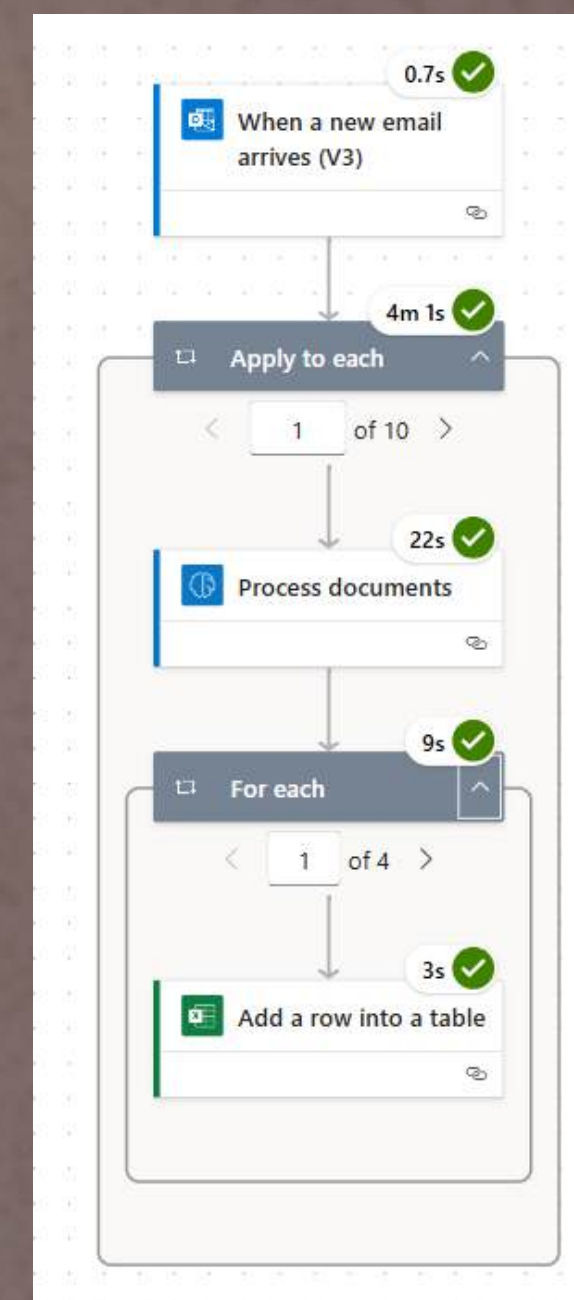 0.7s
When a new email
arrives (V3)
4m 1s
Apply to each
1 of 10
22s
Process documents
9s
For each
1 of 4
3s
Add a row into a table